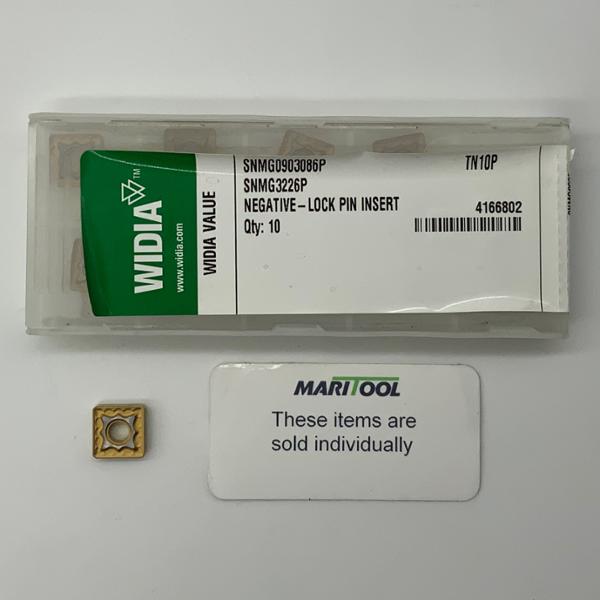 WIDIA™
www.widia.com
WIDIA VALUE
SNMG0903086P
SNMG3226P
NEGATIVE-LOCK PIN INSERT
Qty: 10
TN10P
4166802
MARITOOL
These items are
sold individually